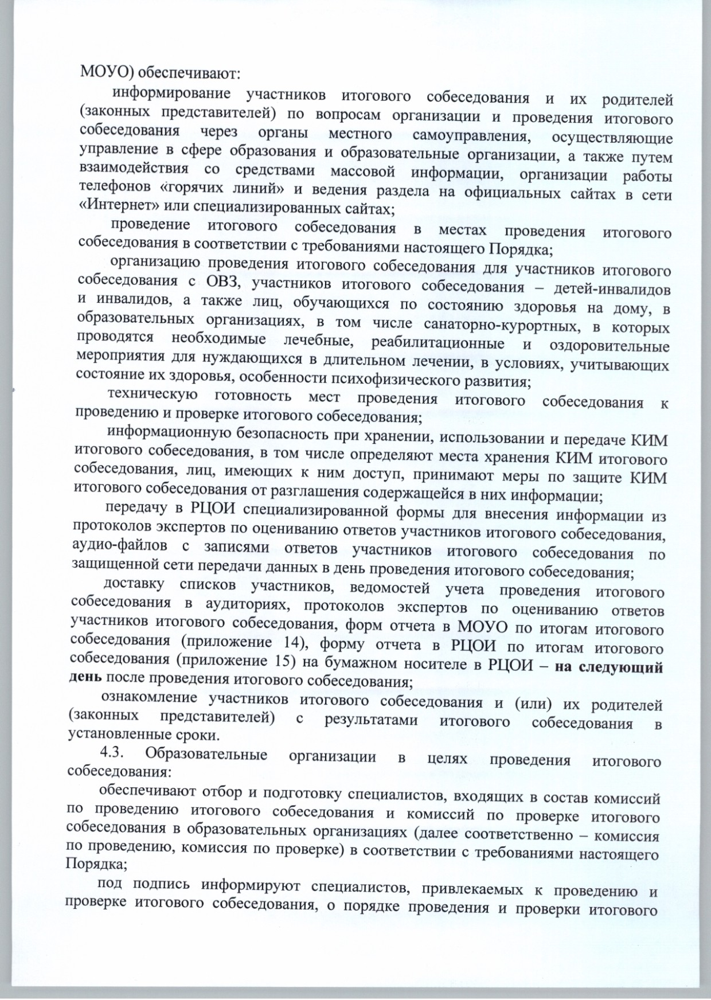 МОУО) обеспечивают:
информирование участников итогового собеседования и их родителей
(законных представителей) по вопросам организации и проведения итогового
собеседования через органы местного самоуправления, осуществляющие
управление в сфере образования и образовательные организации, а также путем
взаимодействия со средствами массовой информации, организации работы
телефонов «горячих линий» и ведения раздела на официальных сайтах в сети
«Интернет» или специализированных сайтах;
проведение итогового собеседования в местах проведения итогового
собеседования в соответствии с требованиями настоящего Порядка;
организацию проведения итогового собеседования для участников итогового
собеседования с ОВЗ, участников итогового собеседования – детей-инвалидов
и инвалидов, а также лиц, обучающихся по состоянию здоровья на дому, в
образовательных организациях, в том числе санаторно-курортных, в которых
проводятся необходимые лечебные, реабилитационные и оздоровительные
мероприятия для нуждающихся в длительном лечении, в условиях, учитывающих
состояние их здоровья, особенности психофизического развития;
техническую готовность мест проведения итогового собеседования к
проведению и проверке итогового собеседования;
информационную безопасность при хранении, использовании и передаче КИМ
итогового собеседования, в том числе определяют места хранения КИМ итогового
собеседования, лиц, имеющих к ним доступ, принимают меры по защите КИМ
итогового собеседования от разглашения содержащейся в них информации;
передачу в РЦОИ специализированной формы для внесения информации из
протоколов экспертов по оцениванию ответов участников итогового собеседования,
аудио-файлов с записями ответов участников итогового собеседования по
защищенной сети передачи данных в день проведения итогового собеседования;
доставку списков участников, ведомостей учета проведения итогового
собеседования в аудиториях, протоколов экспертов по оцениванию ответов
участников итогового собеседования, форм отчета в МОУО по итогам итогового
собеседования (приложение 14), форму отчета в РЦОИ по итогам итогового
собеседования (приложение 15) на бумажном носителе в РЦОИ – на следующий
день после проведения итогового собеседования;
ознакомление участников итогового собеседования и (или) их родителей
(законных представителей) с результатами итогового собеседования в
установленные сроки.
4.3. Образовательные организации в целях проведения итогового
собеседования:
обеспечивают отбор и подготовку специалистов, входящих в состав комиссий
по проведению итогового собеседования и комиссий по проверке итогового
собеседования в образовательных организациях (далее соответственно – комиссия
по проведению, комиссия по проверке) в соответствии с требованиями настоящего
Порядка;
под подпись информируют специалистов, привлекаемых к проведению и
проверке итогового собеседования, о порядке проведения и проверки итогового